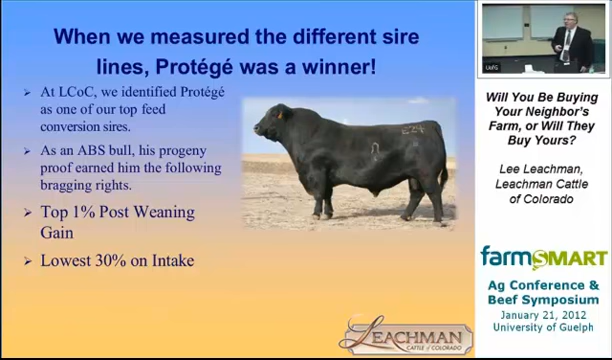 When we measured the different sire
lines, Protégé was a winner!
At LCoC, we identified Protégé
as one of our top feed
conversion sires.
As an ABS bull, his progeny
proof earned him the following
bragging rights.
Top 1% Post Weaning
Gain
Lowest 30% on Intake
LEACHMAN
CATTLE OF COLORADO
Will You Be Buying
Your Neighbor's
Farm, or Will They
Buy Yours?
Lee Leachman,
Leachman Cattle
of Colorado
farmSMART
Ag Conference &
Beef Symposium
January 21, 2012
University of Guelph